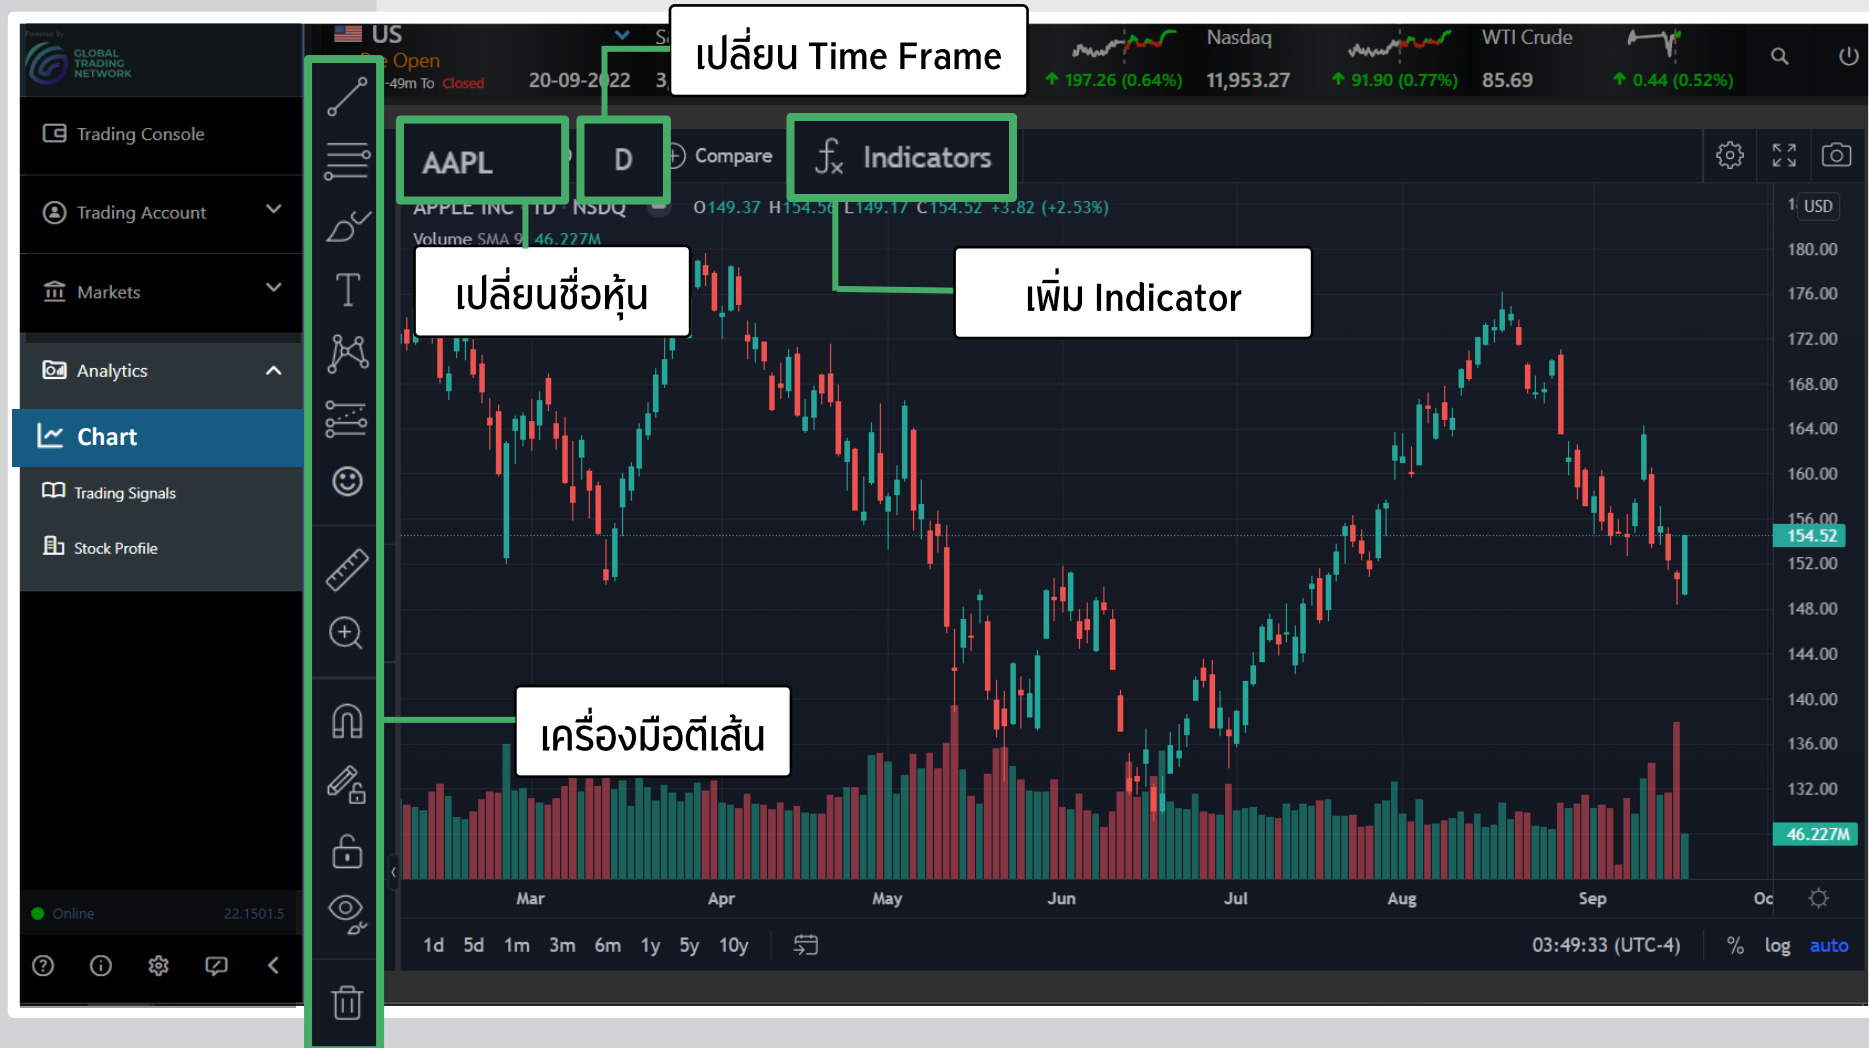 Powered by
GLOBAL
TRADING
NETWORK
US
Open
-49m To Closed
20-09-2022
เปลี่ยน Time Frame
197.26 (0.64%)
Nasdaq
11,953.27
91.90 (0.77%)
WTI Crude
85.69
0.44 (0.52%)
Trading Console
Trading Account
Markets
Analytics
Chart
Trading Signals
Stock Profile
Online 22.1501.5
AAPL
D
Compare
Indicators
APPLE INC 1D · NSDQ
O149.37 H154.56 L149.17 C154.52 +3.82 (+2.53%)
Volume SMA 9 46.227M
เปลี่ยนชื่อหุ้น
เพิ่ม Indicator
เครื่องมือตีเส้น
USD
180.00
176.00
172.00
168.00
164.00
160.00
156.00
154.52
152.00
148.00
144.00
140.00
136.00
132.00
46.227M
Mar Apr May Jun Jul Aug Sep Oc
1d 5d 1m 3m 6m 1y 5y 10y
03:49:33 (UTC-4) % log auto